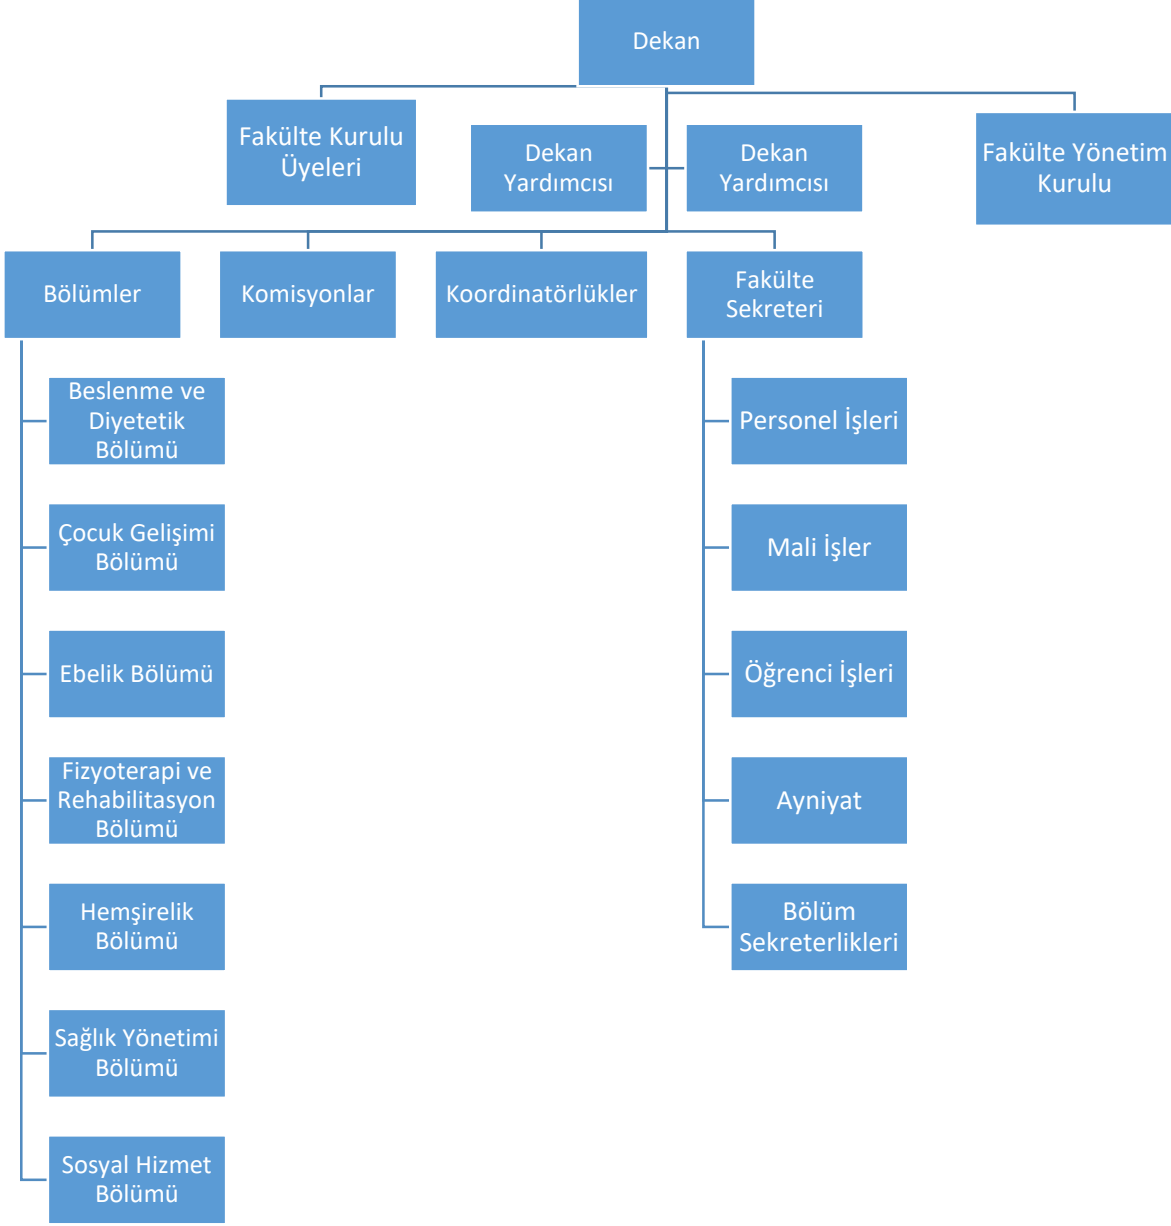 Dekan
Fakülte Kurulu
Üyeleri
Dekan
Yardımcısı
Dekan
Yardımcısı
Fakülte Yönetim
Kurulu
Bölümler
Komisyonlar
Koordinatörlükler
Fakülte
Sekreteri
Beslenme ve
Diyetetik
Bölümü
Çocuk Gelişimi
Bölümü
Ebelik Bölümü
Fizyoterapi ve
Rehabilitasyon
Bölümü
Hemşirelik
Bölümü
Sağlık Yönetimi
Bölümü
Sosyal Hizmet
Bölümü
Personel İşleri
Mali İşler
Öğrenci İşleri
Ayniyat
Bölüm
Sekreterlikleri